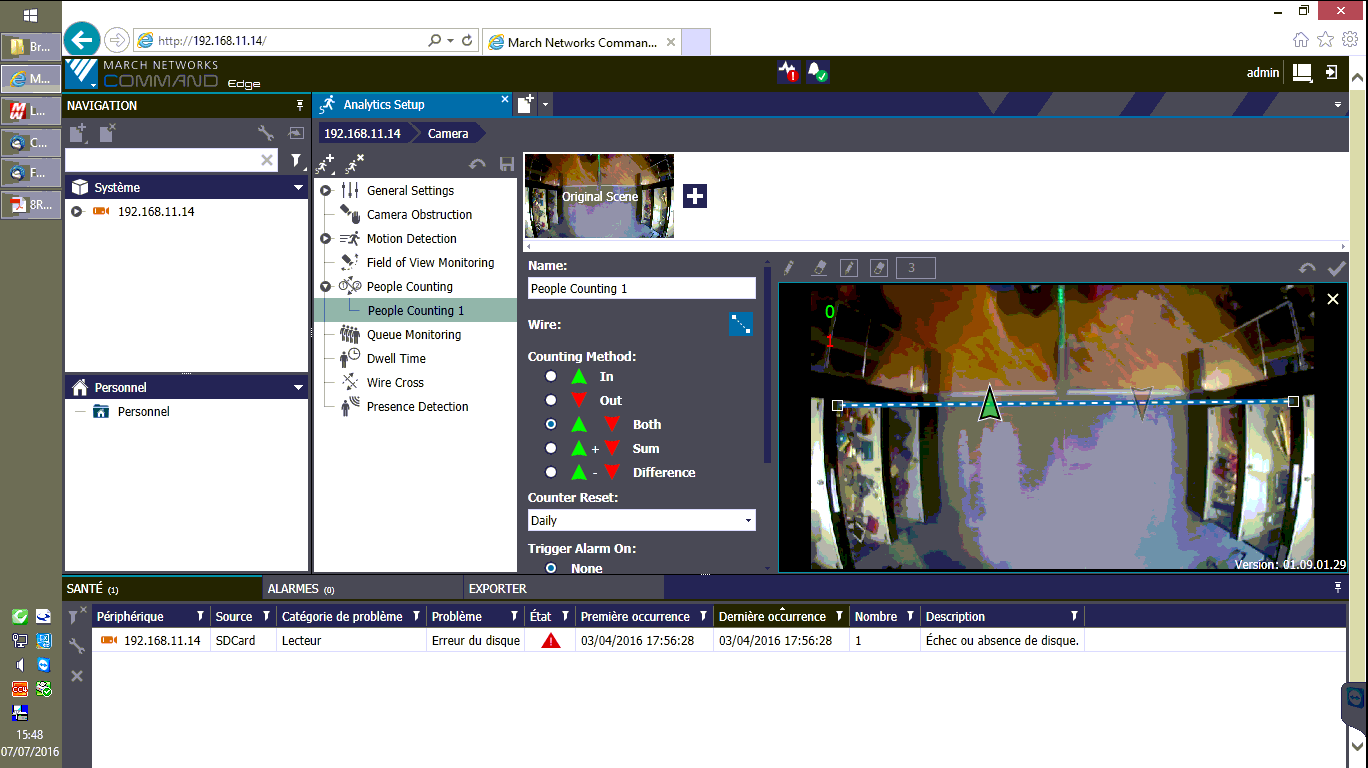 Br...
M...
L...
C...
F...
8R...
http://192.168.11.14/
March Networks Comman...
MARCH NETWORKS
COMMAND Edge
admin
NAVIGATION
Analytics Setup
192.168.11.14 Camera
Système
192.168.11.14
Personnel
Personnel
General Settings
Camera Obstruction
Motion Detection
Field of View Monitoring
People Counting
People Counting 1
Queue Monitoring
Dwell Time
Wire Cross
Presence Detection
Original Scene
Name:
People Counting 1
Wire:
Counting Method:
In
Out
Both
+ Sum
- Difference
Counter Reset:
Daily
Trigger Alarm On:
None
3
0
1
Version: 01.09.01.29
SANTÉ (1) ALARMES (0) EXPORTER
Périphérique Source Catégorie de problème Problème État Première occurrence Dernière occurrence Nombre Description
192.168.11.14 SDCard Lecteur Erreur du disque 03/04/2016 17:56:28 03/04/2016 17:56:28 1 Échec ou absence de disque.
15:48
07/07/2016